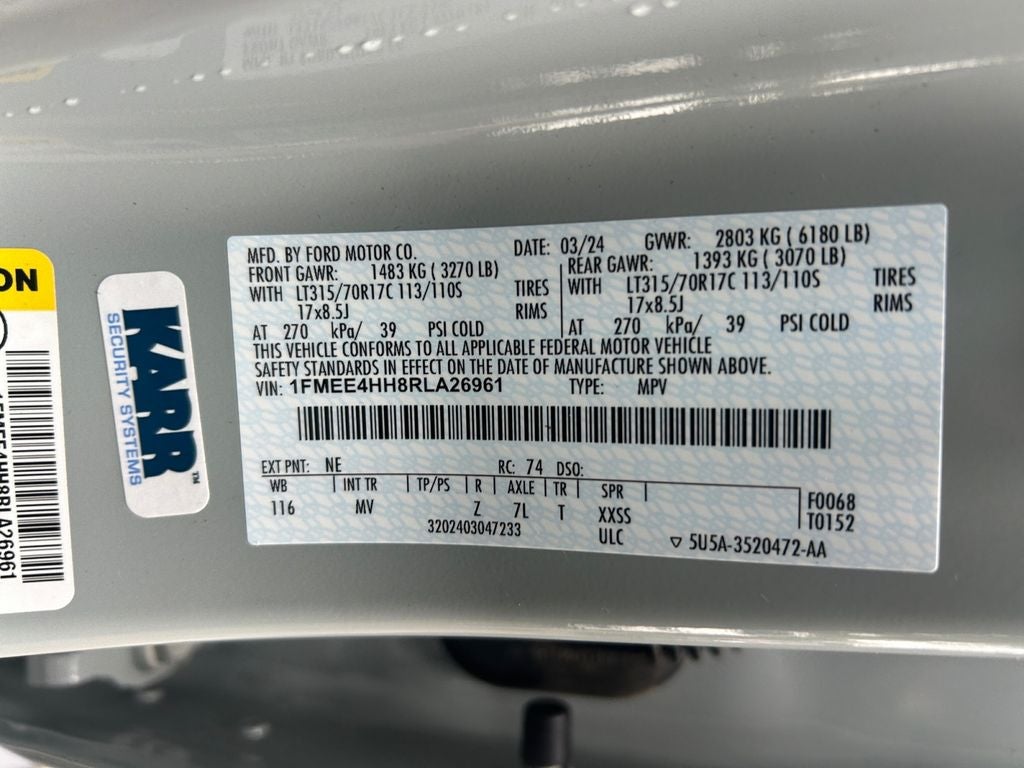 MFD. BY FORD MOTOR CO.
DATE: 03/24
GVWR: 2803 KG ( 6180 LB)
FRONT GAWR: 1483 KG ( 3270 LB)
WITH LT315/70R17C 113/110S TIRES
17x8.5J RIMS
AT 270 kPa/ 39 PSI COLD
REAR GAWR: 1393 KG ( 3070 LB)
WITH LT315/70R17C 113/110S TIRES
17x8.5J RIMS
AT 270 kPa/ 39 PSI COLD
THIS VEHICLE CONFORMS TO ALL APPLICABLE FEDERAL MOTOR VEHICLE
SAFETY STANDARDS IN EFFECT ON THE DATE OF MANUFACTURE SHOWN ABOVE.
VIN: 1FMEE4HH8RLA26961 TYPE: MPV
EXT PNT: NE RC: 74 DSO:
WB INT TR TP/PS R AXLE TR SPR
116 MV Z 7L T XXSS
F0068
T0152
3202403047233
ULC
▽ 5U5A-3520472-AA
KARR™
SECURITY SYSTEMS
ON
1FMEE4HH8RLA26961